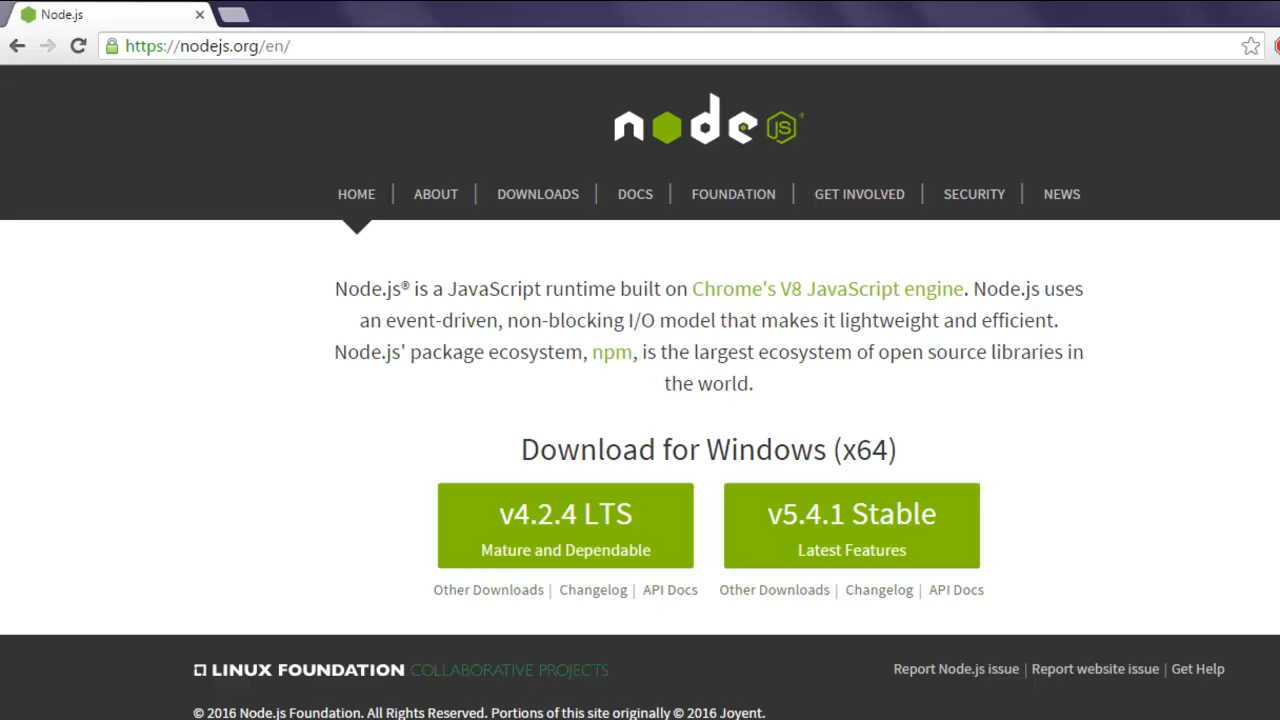 Node.js
https://nodejs.org/en/
node JS®
HOME | ABOUT | DOWNLOADS | DOCS | FOUNDATION | GET INVOLVED | SECURITY | NEWS
Node.js® is a JavaScript runtime built on Chrome's V8 JavaScript engine. Node.js uses
an event-driven, non-blocking I/O model that makes it lightweight and efficient.
Node.js' package ecosystem, npm, is the largest ecosystem of open source libraries in
the world.
Download for Windows (x64)
v4.2.4 LTS
Mature and Dependable
v5.4.1 Stable
Latest Features
Other Downloads | Changelog | API Docs
Other Downloads | Changelog | API Docs
LINUX FOUNDATION COLLABORATIVE PROJECTS
Report Node.js issue | Report website issue | Get Help
© 2016 Node.js Foundation. All Rights Reserved. Portions of this site originally © 2016 Joyent.